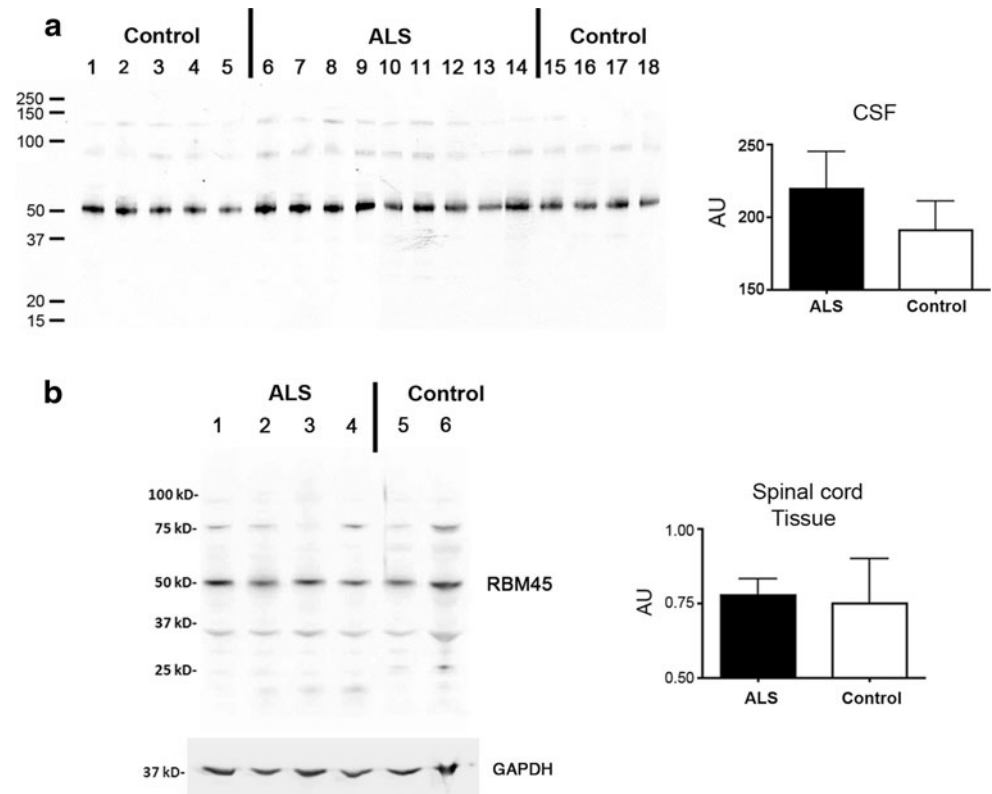 a
Control ALS Control
1 2 3 4 5 6 7 8 9 10 11 12 13 14 15 16 17 18
250
150
100
50
37
20
15
CSF
250
200
150
AU
ALS Control
b
ALS Control
1 2 3 4 5 6
100 kD-
75 kD-
50 kD-
37 kD-
25 kD-
RBM45
37 kD-
GAPDH
Spinal cord
Tissue
1.00
0.75
0.50
AU
ALS Control